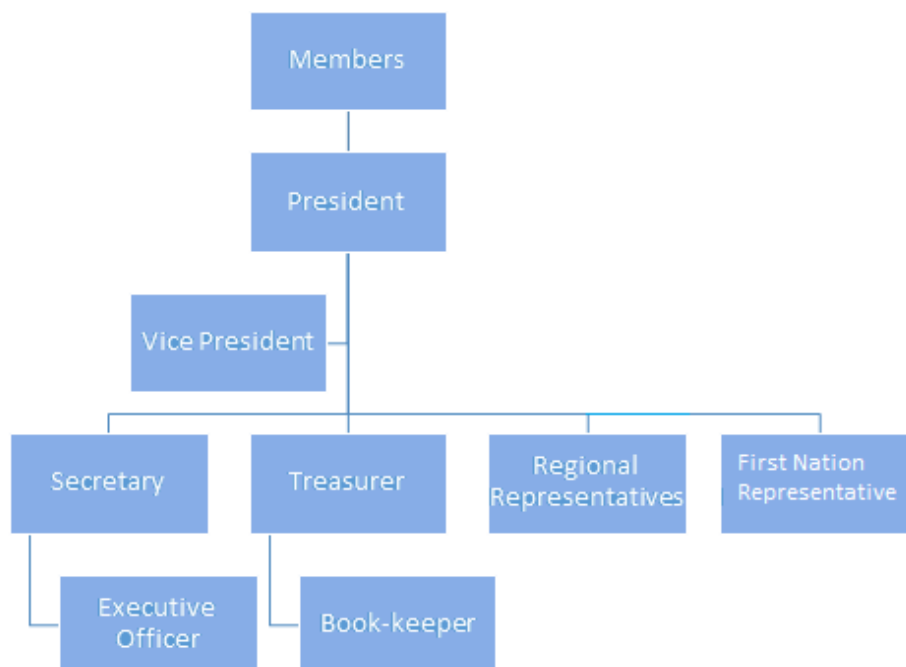 Members
President
Vice President
Secretary
Treasurer
Regional
Representatives
First Nation
Representative
Executive
Officer
Book-keeper